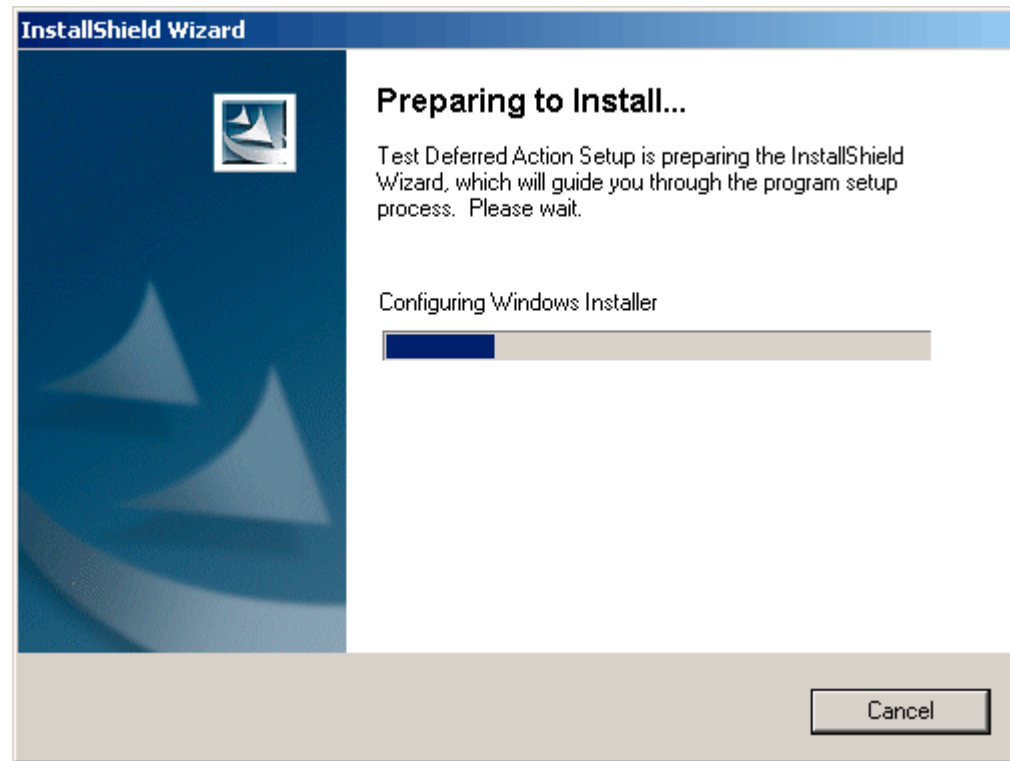 InstallShield Wizard
Preparing to Install...
Test Deferred Action Setup is preparing the InstallShield
Wizard, which will guide you through the program setup
process.  Please wait.
Configuring Windows Installer
Cancel